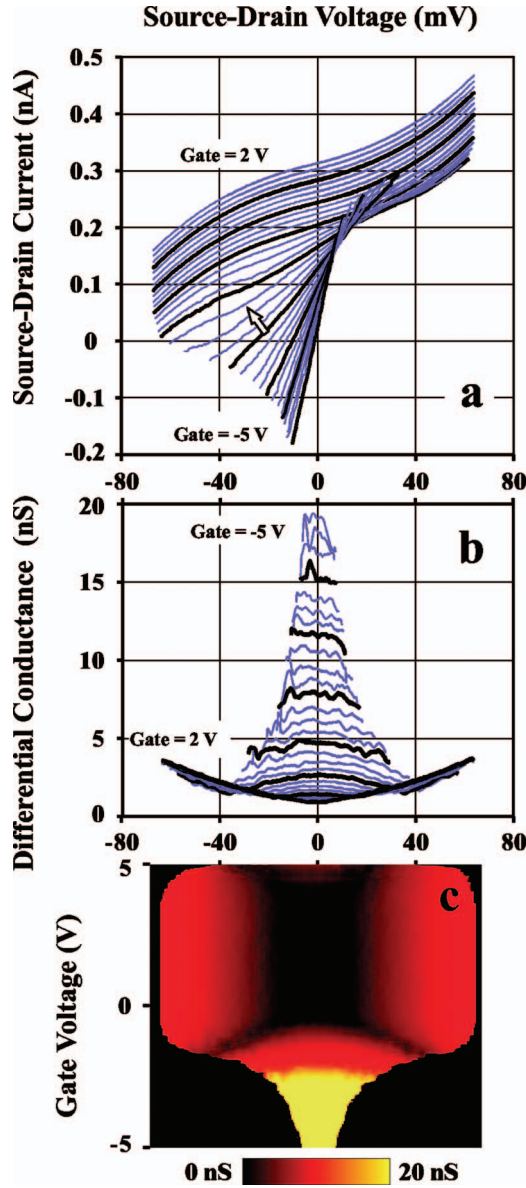 Source-Drain Voltage (mV)
Source-Drain Current (nA)
0.5
0.4
0.3
0.2
0.1
0
-0.1
-0.2
Gate = 2 V
Gate = -5 V
a
-80 -40 0 40 80
Differential Conductance (nS)
20
15
10
5
0
Gate = -5 V
Gate = 2 V
b
-80 -40 0 40 80
Gate Voltage (V)
5
0
-5
c
0 nS 20 nS